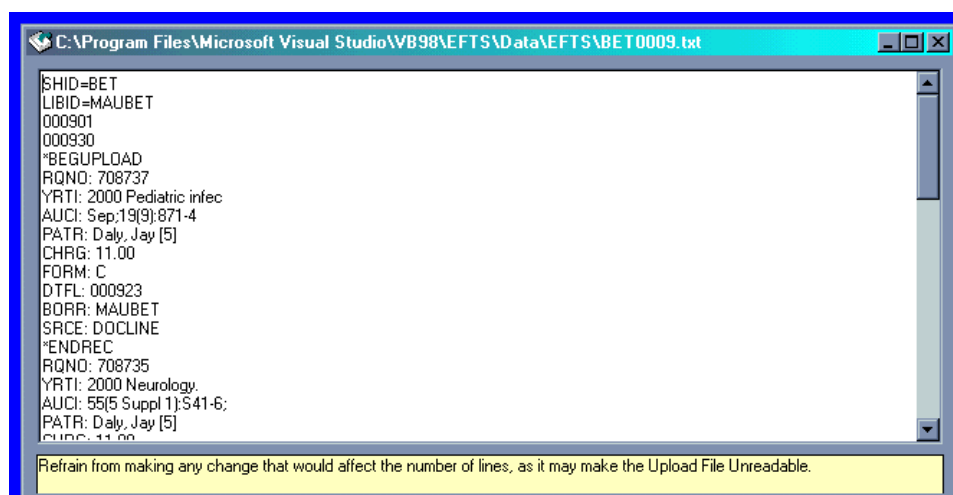 C:\Program Files\Microsoft Visual Studio\VB98\EFTS\Data\EFTS\BET0009.txt
SHID=BET
LIBID=MAUBET
000901
000930
*BEGUPLOAD
RQNO: 708737
YRTI: 2000 Pediatric infec
AUCI: Sep;19(9):871-4
PATR: Daly, Jay [5]
CHRG: 11.00
FORM: C
DTFL: 000923
BORR: MAUBET
SRCE: DOCLINE
*ENDREC
RQNO: 708735
YRTI: 2000 Neurology.
AUCI: 55(5 Suppl 1):S41-6;
PATR: Daly, Jay [5]
CHRG: 11.00
Refrain from making any change that would affect the number of lines, as it may make the Upload File Unreadable.